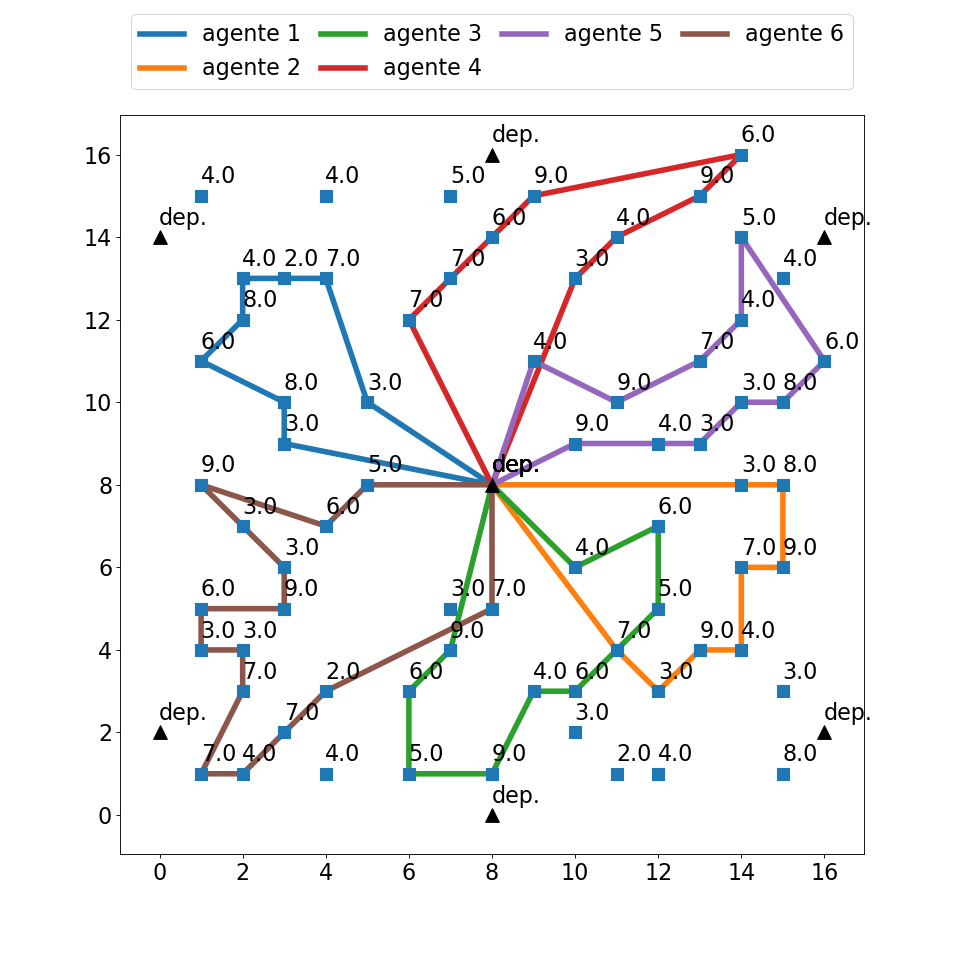 agente 1 agente 3 agente 5 agente 6
agente 2 agente 4
dep. 6.0
16
4.0 4.0 5.0 9.0 9.0
dep. 6.0 4.0 5.0 dep.
14
4.0 2.0 7.0 7.0 3.0 4.0
8.0 7.0 4.0
12
6.0 4.0 7.0 6.0
8.0 3.0 9.0 3.0 8.0
10
3.0 9.0 4.0 3.0
9.0 5.0 dep. 3.0 8.0
8
3.0 6.0 6.0
3.0 4.0 7.0 9.0
6
6.0 9.0 3.0 7.0 5.0
3.0 3.0 9.0 7.0 9.0 4.0
4
7.0 2.0 6.0 4.0 6.0 3.0 3.0
dep. 7.0 3.0 dep.
2
7.0 4.0 4.0 5.0 9.0 2.0 4.0 8.0
dep.
0
0 2 4 6 8 10 12 14 16